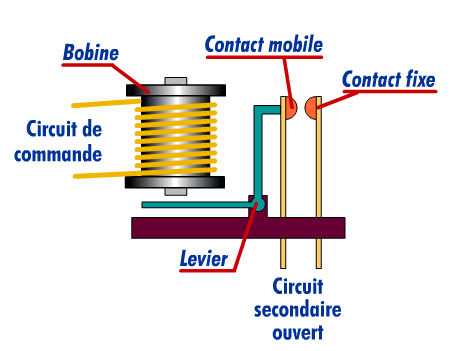 Bobine
Contact mobile
Contact fixe
Circuit de
commande
Levier
Circuit
secondaire
ouvert